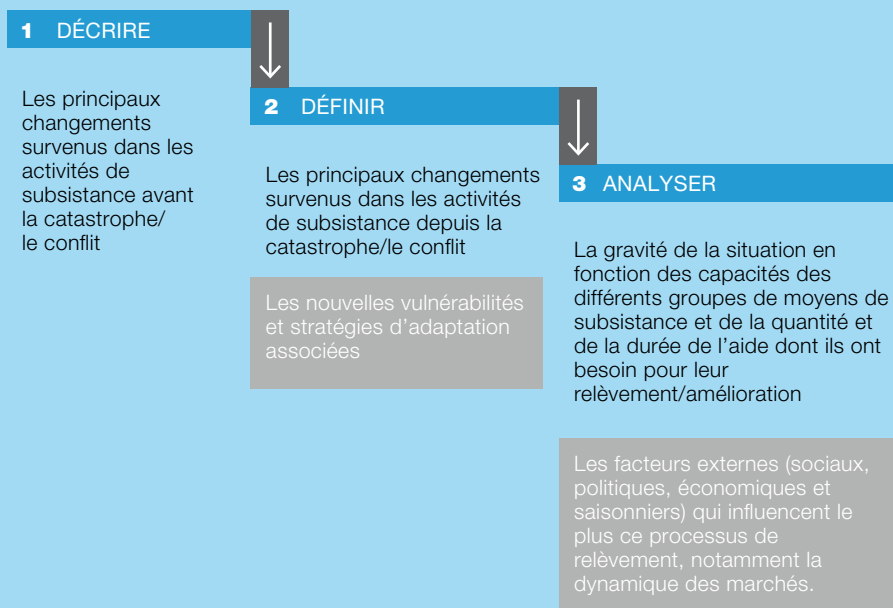 1 DÉCRIRE
Les principaux
changements
survenus dans les
activités de
subsistance avant
la catastrophe/
le conflit
2 DÉFINIR
Les principaux changements
survenus dans les activités
de subsistance depuis la
catastrophe/le conflit
Les nouvelles vulnérabilités
et stratégies d’adaptation
associées
3 ANALYSER
La gravité de la situation en
fonction des capacités des
différents groupes de moyens de
subsistance et de la quantité et
de la durée de l’aide dont ils ont
besoin pour leur
relèvement/amélioration
Les facteurs externes (sociaux,
politiques, économiques et
saisonniers) qui influencent le
plus ce processus de
relèvement, notamment la
dynamique des marchés.